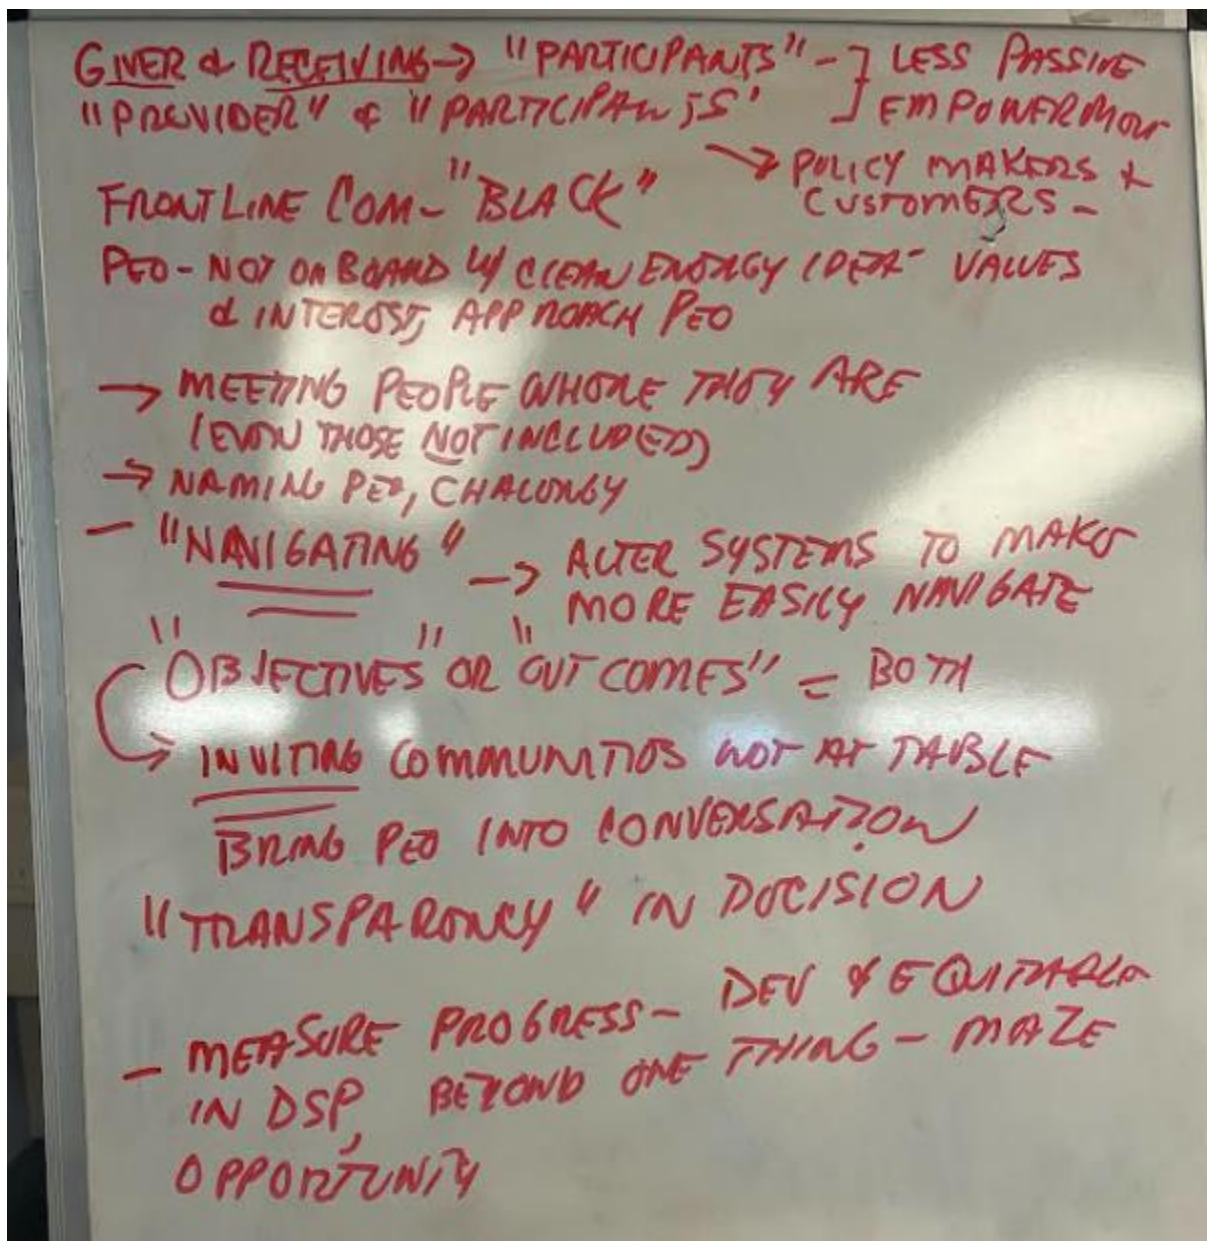 GIVER & RECEIVING → "PARTICIPANTS" - ] LESS PASSIVE
"PROVIDER" & "PARTICIPANTS' ] EMPOWERMENT
→ POLICY MAKERS &
CUSTOMERS -
FRONTLINE COM - "BLACK"
PEO - NOT ON BOARD W/ CLEAN ENERGY IDEA - VALUES
& INTEREST, APPROACH PEO
→ MEETING PEOPLE WHERE THEY ARE
(EVEN THOSE NOT INCLUDED)
→ NAMING PEO, CHALLENGE
- "NAVIGATING" → ALTER SYSTEMS TO MAKE
MORE EASILY NAVIGATE
"OBJECTIVES" OR "OUTCOMES" = BOTH
→ INVITING COMMUNITIES NOT AT TABLE
BRING PEO INTO CONVERSATION
"TRANSPARENCY" IN DECISION
- MEASURE PROGRESS - DEV & EQUITABLE
IN DSP, BEYOND ONE THING - MAZE
OPPORTUNITY